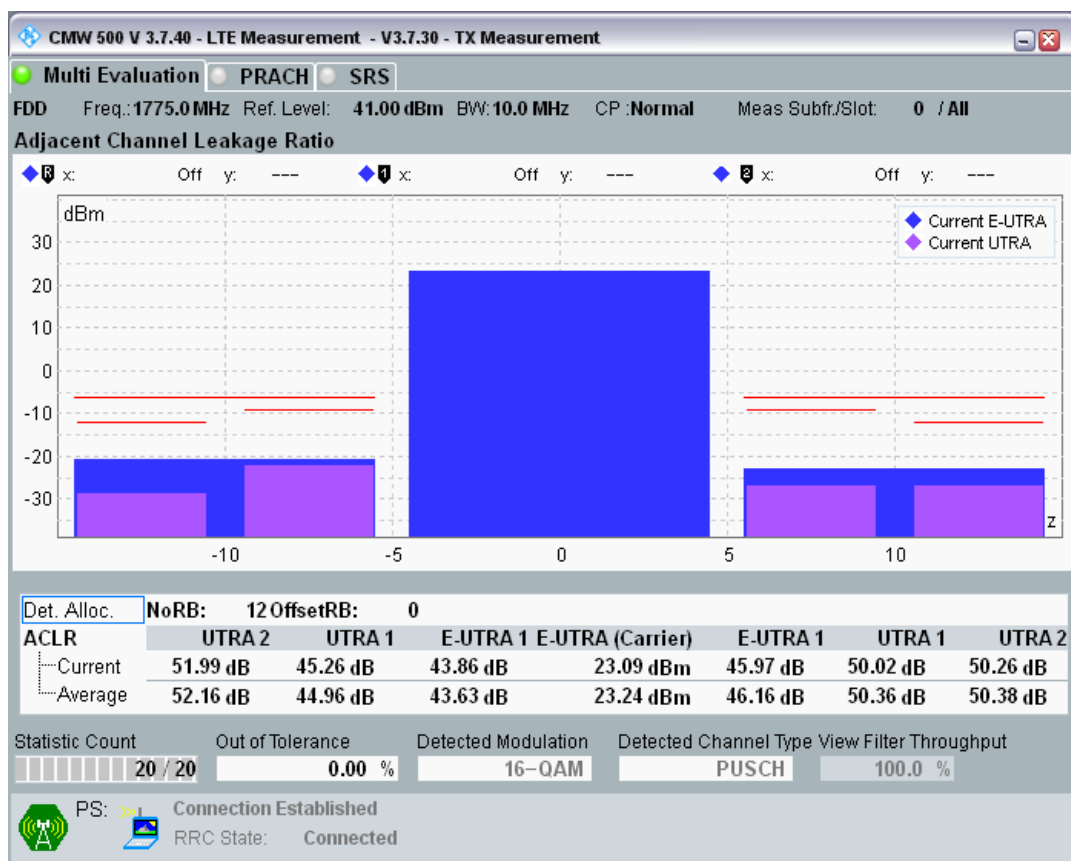 CMW 500 V 3.7.40 - LTE Measurement - V3.7.30 - TX Measurement
Multi Evaluation PRACH SRS
FDD Freq.: 1775.0 MHz Ref. Level: 41.00 dBm BW: 10.0 MHz CP : Normal Meas Subfr./Slot: 0 / All
Adjacent Channel Leakage Ratio
R x: Off y: --- 1 x: Off y: --- 2 x: Off y: ---
dBm
Current E-UTRA
Current UTRA
30
20
10
0
-10
-20
-30
z
-10 -5 0 5 10
Det. Alloc. NoRB: 12 OffsetRB: 0
ACLR UTRA 2 UTRA 1 E-UTRA 1 E-UTRA (Carrier) E-UTRA 1 UTRA 1 UTRA 2
Current 51.99 dB 45.26 dB 43.86 dB 23.09 dBm 45.97 dB 50.02 dB 50.26 dB
Average 52.16 dB 44.96 dB 43.63 dB 23.24 dBm 46.16 dB 50.36 dB 50.38 dB
Statistic Count Out of Tolerance Detected Modulation Detected Channel Type View Filter Throughput
20 / 20 0.00 % 16-QAM PUSCH 100.0 %
PS: Connection Established
RRC State: Connected